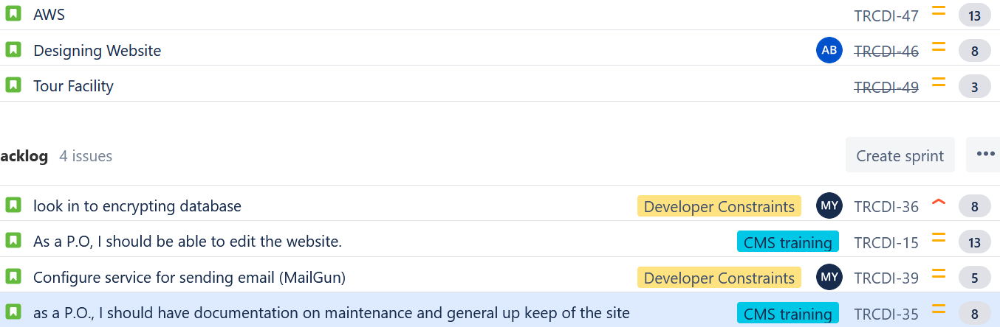 AWS TRCDI-47 13
Designing Website AB TRCDI-46 8
Tour Facility TRCDI-49 3
acklog 4 issues Create sprint •••
look in to encrypting database Developer Constraints MY TRCDI-36 8
As a P.O, I should be able to edit the website. CMS training TRCDI-15 13
Configure service for sending email (MailGun) Developer Constraints MY TRCDI-39 5
as a P.O., I should have documentation on maintenance and general up keep of the site CMS training TRCDI-35 8